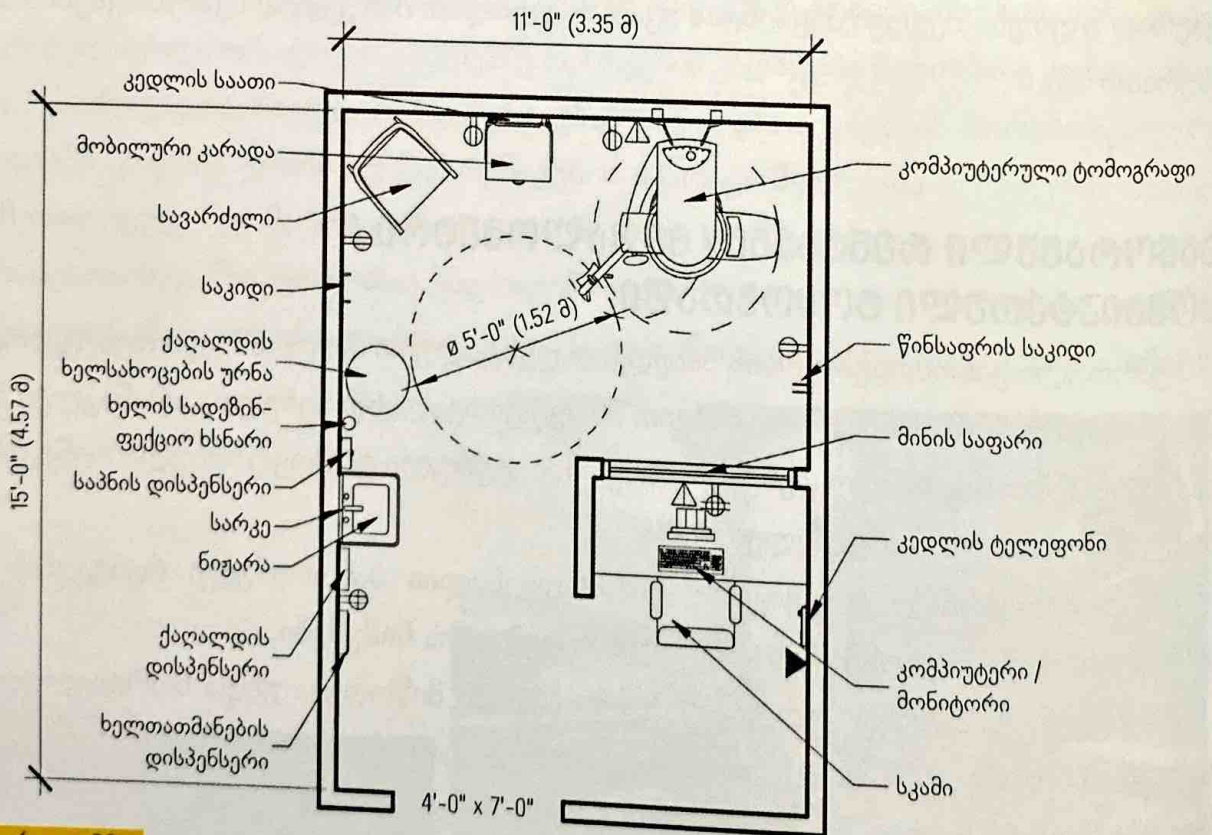 11'-0" (3.35 მ)
კედლის საათი
მობილური კარადა
სავარძელი
საკიდი
ქაღალდის
ხელსახოცების ურნა
ხელის სადეზინ-
ფექციო ხსნარი
საპნის დისპენსერი
სარკე
ნიჟარა
ქაღალდის
დისპენსერი
ხელთათმანების
დისპენსერი
15'-0" (4.57 მ)
ø 5'-0" (1.52 მ)
4'-0" x 7'-0"
კომპიუტერული ტომოგრაფი
წინსაფრის საკიდი
მინის საფარი
კედლის ტელეფონი
კომპიუტერი /
მონიტორი
სკამი